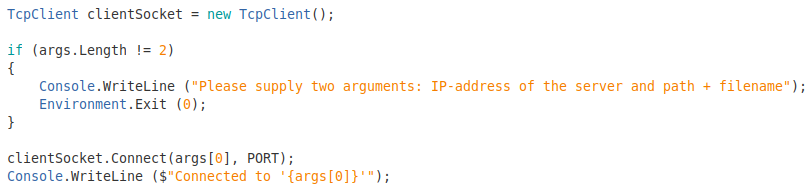 TcpClient clientSocket = new TcpClient();
if (args.Length != 2)
{
Console.WriteLine ("Please supply two arguments: IP-address of the server and path + filename");
Environment.Exit (0);
}
clientSocket.Connect(args[0], PORT);
Console.WriteLine ($"Connected to '{args[0]}'");